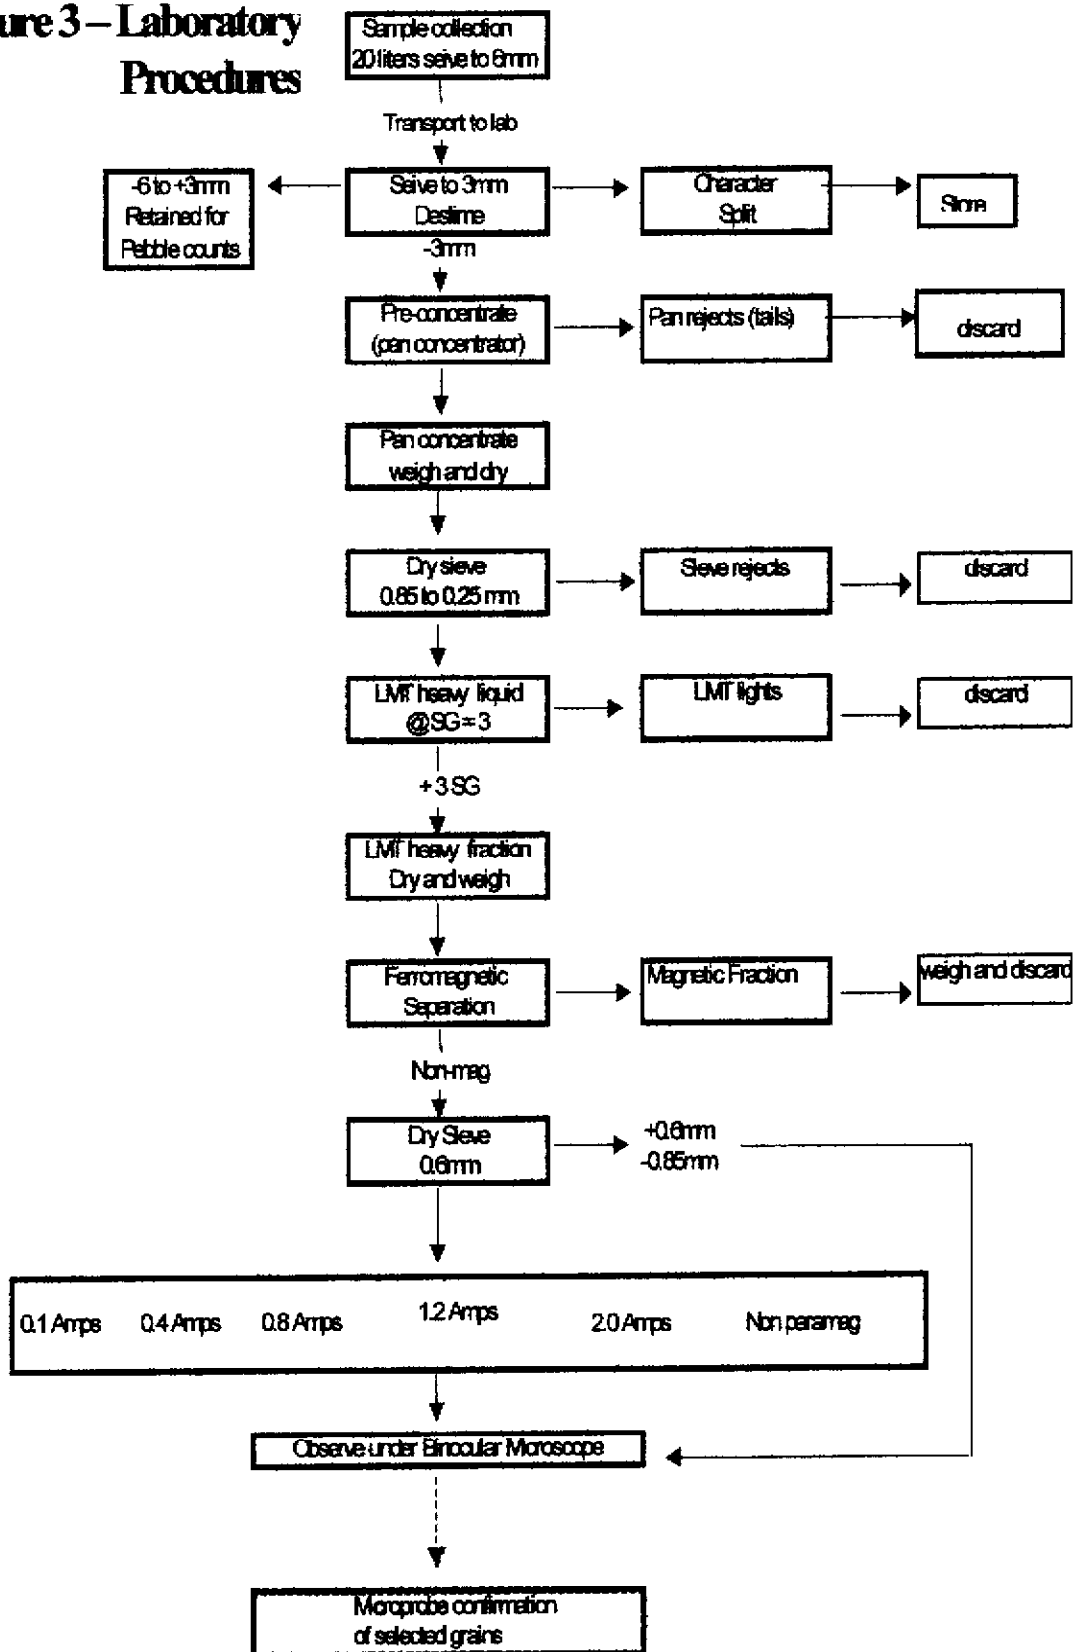 ure 3 – Laboratory
Procedures
Sample collection
20 liters seive to 6mm
Transport to lab
-6 to +3mm
Retained for
Pebble counts
Seive to 3mm
Deslime
Character
Split
Store
-3mm
Pre-concentrate
(pan concentrator)
Pan rejects (tails)
discard
Pan concentrate
weigh and dry
Dry sieve
0.85 to 0.25 mm
Sieve rejects
discard
LMT heavy liquid
@SG = 3
LMT lights
discard
+ 3 SG
LMT heavy fraction
Dry and weigh
Ferromagnetic
Separation
Magnetic Fraction
weigh and discard
Non-mag
Dry Sieve
0.6mm
+0.6mm
-0.85mm
0.1 Amps 0.4 Amps 0.8 Amps 1.2 Amps 2.0 Amps Non paramag
Observe under Binocular Microscope
Microprobe confirmation
of selected grains